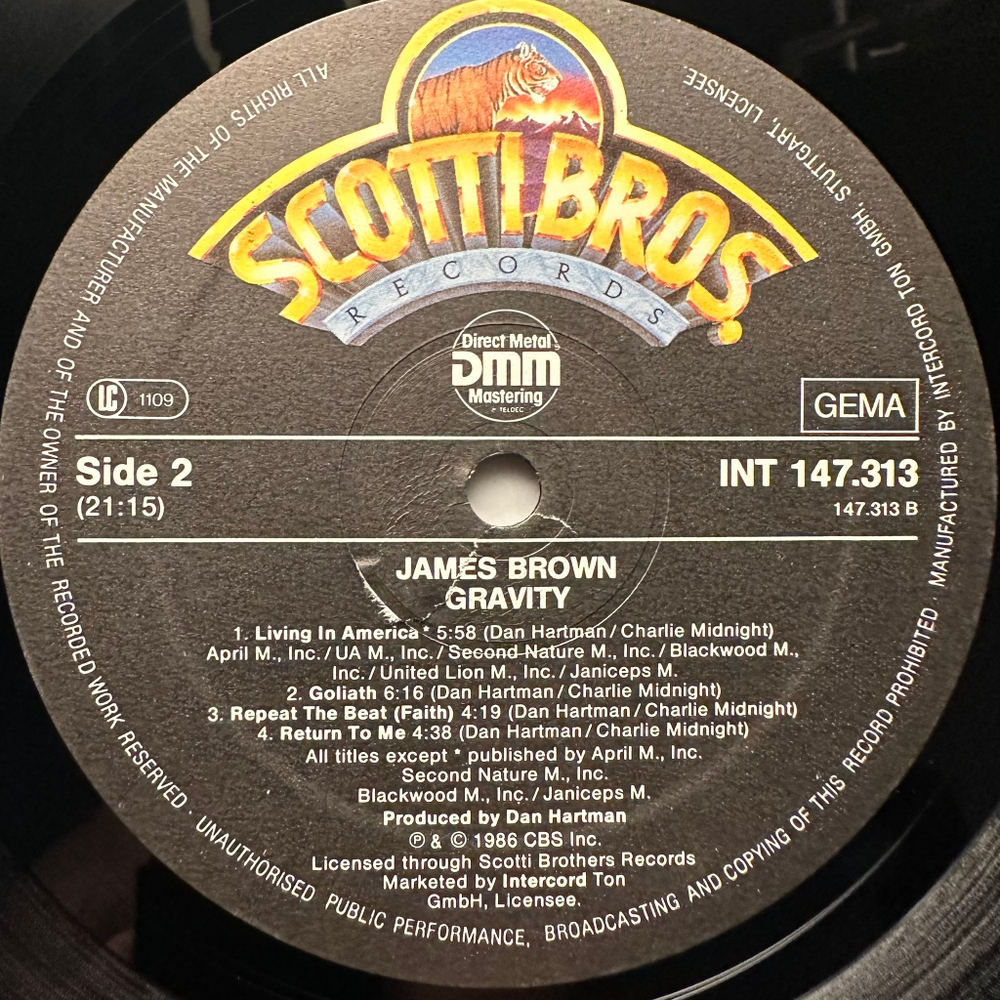 SCOTTI BROS.
RECORDS
Direct Metal
DMM
Mastering
TELDEC
LC 1109
GEMA
Side 2
(21:15)
INT 147.313
147.313 B
JAMES BROWN
GRAVITY
1. Living In America* 5:58 (Dan Hartman/Charlie Midnight)
April M., Inc./UA M., Inc./Second Nature M., Inc./Blackwood M.,
Inc./United Lion M., Inc./Janiceps M.
2. Goliath 6:16 (Dan Hartman/Charlie Midnight)
3. Repeat The Beat (Faith) 4:19 (Dan Hartman/Charlie Midnight)
4. Return To Me 4:38 (Dan Hartman/Charlie Midnight)
All titles except * published by April M., Inc.
Second Nature M., Inc.
Blackwood M., Inc./Janiceps M.
Produced by Dan Hartman
℗ & © 1986 CBS Inc.
Licensed through Scotti Brothers Records
Marketed by Intercord Ton
GmbH, Licensee.
ALL RIGHTS OF THE MANUFACTURER AND OF THE OWNER OF THE RECORDED WORK RESERVED · UNAUTHORISED PUBLIC PERFORMANCE, BROADCASTING AND COPYING OF THIS RECORD PROHIBITED · MANUFACTURED BY INTERCORD TON GMBH, STUTTGART, LICENSEE.